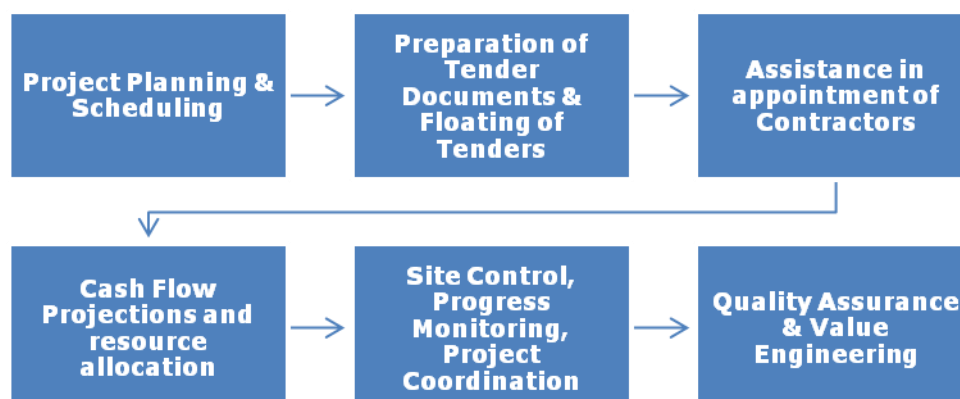 Project Planning &
Scheduling
Preparation of
Tender
Documents &
Floating of
Tenders
Assistance in
appointment of
Contractors
Cash Flow
Projections and
resource
allocation
Site Control,
Progress
Monitoring,
Project
Coordination
Quality Assurance
& Value
Engineering